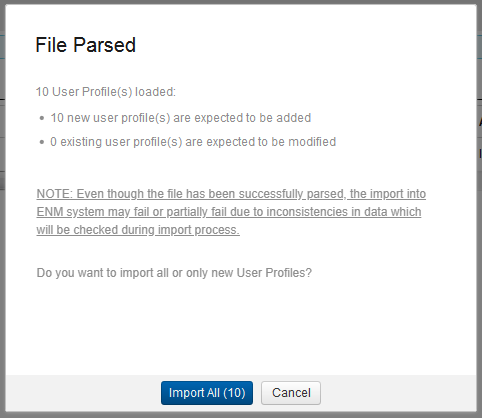 File Parsed
10 User Profile(s) loaded:
• 10 new user profile(s) are expected to be added
• 0 existing user profile(s) are expected to be modified
NOTE: Even though the file has been successfully parsed, the import into
ENM system may fail or partially fail due to inconsistencies in data which
will be checked during import process.
Do you want to import all or only new User Profiles?
Import All (10)
Cancel